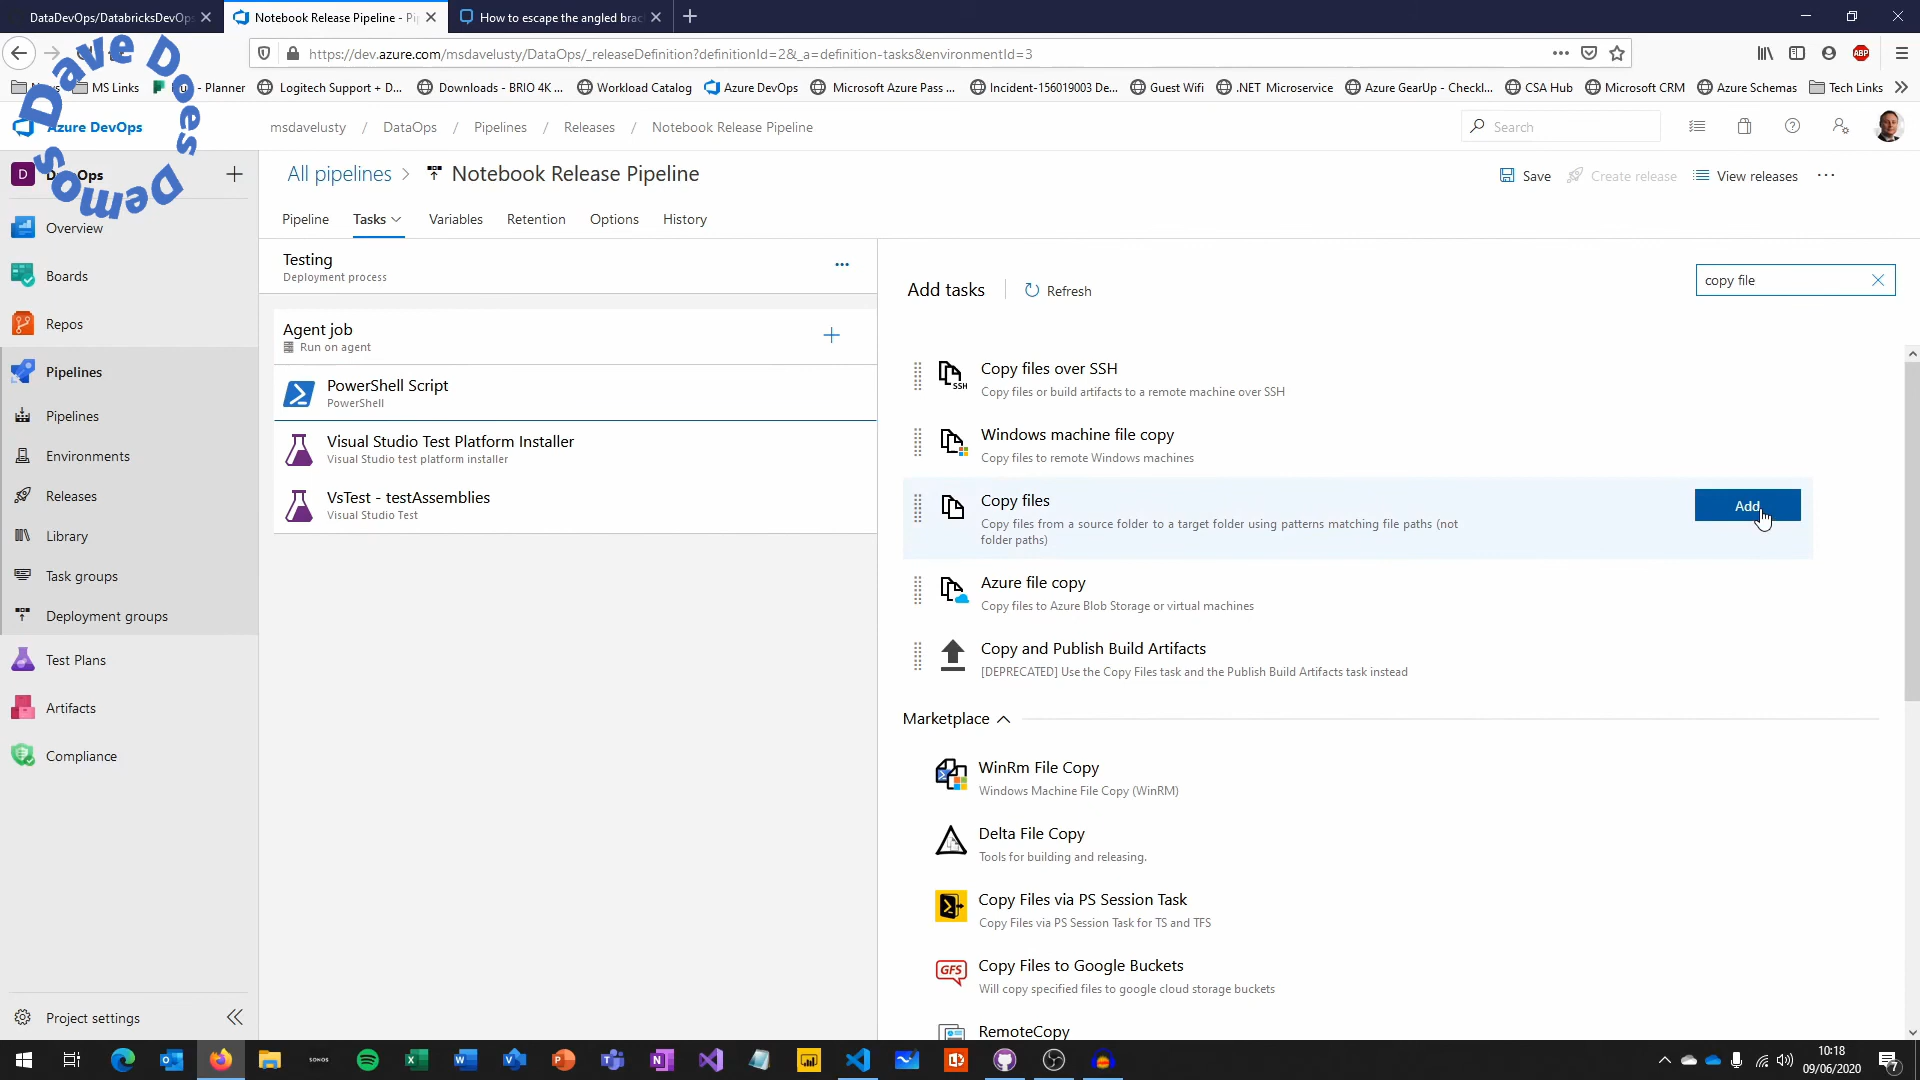 DataDevOps/DatabricksDevOps
Notebook Release Pipeline - Pi
How to escape the angled brac
https://dev.azure.com/msdavelusty/DataOps/_releaseDefinition?definitionId=2&_a=definition-tasks&environmentId=3
MS Links
- Planner
Logitech Support + D...
Downloads - BRIO 4K ...
Workload Catalog
Azure DevOps
Microsoft Azure Pass ...
Incident-156019003 De...
Guest Wifi
.NET Microservice
Azure GearUp - Checkl...
CSA Hub
Microsoft CRM
Azure Schemas
Tech Links
Dave Does Demos
Azure DevOps
msdavelusty / DataOps / Pipelines / Releases / Notebook Release Pipeline
Search
D
All pipelines > Notebook Release Pipeline
Save
Create release
View releases
Pipeline
Tasks
Variables
Retention
Options
History
Overview
Boards
Repos
Pipelines
Pipelines
Environments
Releases
Library
Task groups
Deployment groups
Test Plans
Artifacts
Compliance
Project settings
Testing
Deployment process
Agent job
Run on agent
PowerShell Script
PowerShell
Visual Studio Test Platform Installer
Visual Studio test platform installer
VsTest - testAssemblies
Visual Studio Test
Add tasks
Refresh
copy file
Copy files over SSH
Copy files or build artifacts to a remote machine over SSH
Windows machine file copy
Copy files to remote Windows machines
Copy files
Copy files from a source folder to a target folder using patterns matching file paths (not
folder paths)
Add
Azure file copy
Copy files to Azure Blob Storage or virtual machines
Copy and Publish Build Artifacts
[DEPRECATED] Use the Copy Files task and the Publish Build Artifacts task instead
Marketplace
WinRm File Copy
Windows Machine File Copy (WinRM)
Delta File Copy
Tools for building and releasing.
Copy Files via PS Session Task
Copy Files via PS Session Task for TS and TFS
GFS
Copy Files to Google Buckets
Will copy specified files to google cloud storage buckets
RemoteCopy
SONOS
10:18
09/06/2020
7